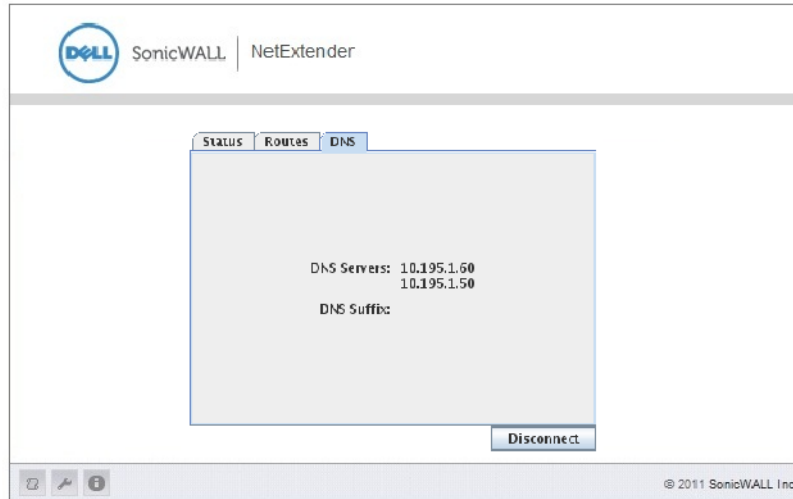 DELL SonicWALL | NetExtender
Status Routes DNS
DNS Servers: 10.195.1.60
10.195.1.50
DNS Suffix:
Disconnect
© 2011 SonicWALL Inc